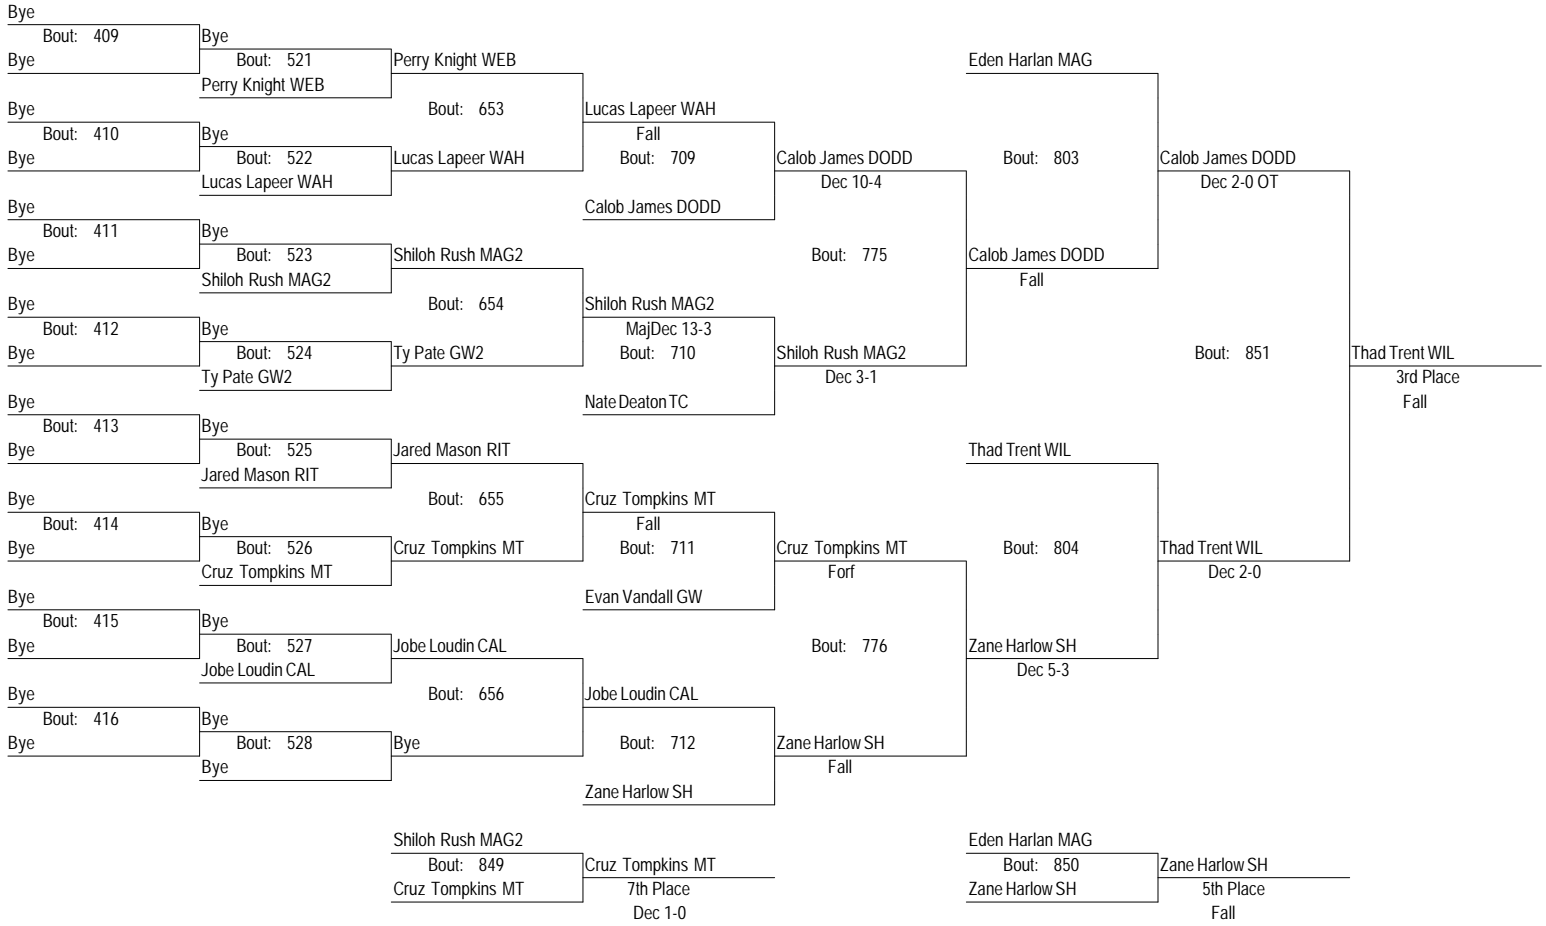 Bye
Bout: 409
Bye
Bye
Bout: 410
Bye
Bye
Bout: 411
Bye
Bye
Bout: 412
Bye
Bye
Bout: 413
Bye
Bye
Bout: 414
Bye
Bye
Bout: 415
Bye
Bye
Bout: 416
Bye
Bye
Bout: 521
Perry Knight WEB
Bye
Bout: 522
Lucas Lapeer WAH
Bye
Bout: 523
Shiloh Rush MAG2
Bye
Bout: 524
Ty Pate GW2
Bye
Bout: 525
Jared Mason RIT
Bye
Bout: 526
Cruz Tompkins MT
Bye
Bout: 527
Jobe Loudin CAL
Bye
Bout: 528
Bye
Perry Knight WEB
Bout: 653
Lucas Lapeer WAH
Shiloh Rush MAG2
Bout: 654
Ty Pate GW2
Jared Mason RIT
Bout: 655
Cruz Tompkins MT
Jobe Loudin CAL
Bout: 656
Bye
Lucas Lapeer WAH
Fall
Bout: 709
Calob James DODD
Shiloh Rush MAG2
MajDec 13-3
Bout: 710
Nate Deaton TC
Cruz Tompkins MT
Fall
Bout: 711
Evan Vandall GW
Jobe Loudin CAL
Bout: 712
Zane Harlow SH
Calob James DODD
Dec 10-4
Bout: 775
Shiloh Rush MAG2
Dec 3-1
Cruz Tompkins MT
Forf
Bout: 776
Zane Harlow SH
Fall
Eden Harlan MAG
Bout: 803
Calob James DODD
Fall
Thad Trent WIL
Bout: 804
Zane Harlow SH
Dec 5-3
Calob James DODD
Dec 2-0 OT
Bout: 851
Thad Trent WIL
Dec 2-0
Thad Trent WIL
3rd Place
Fall
Shiloh Rush MAG2
Bout: 849
Cruz Tompkins MT
Cruz Tompkins MT
7th Place
Dec 1-0
Eden Harlan MAG
Bout: 850
Zane Harlow SH
Zane Harlow SH
5th Place
Fall